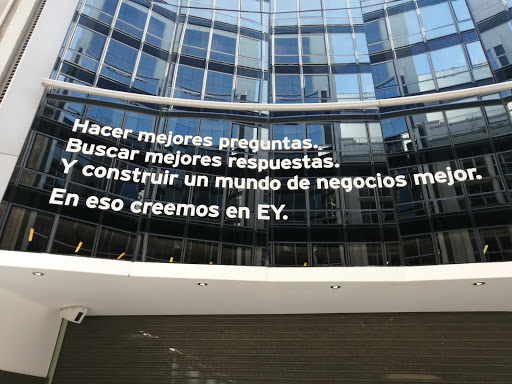 Hacer mejores preguntas.
Buscar mejores respuestas.
Y construir un mundo de negocios mejor.
En eso creemos en EY.